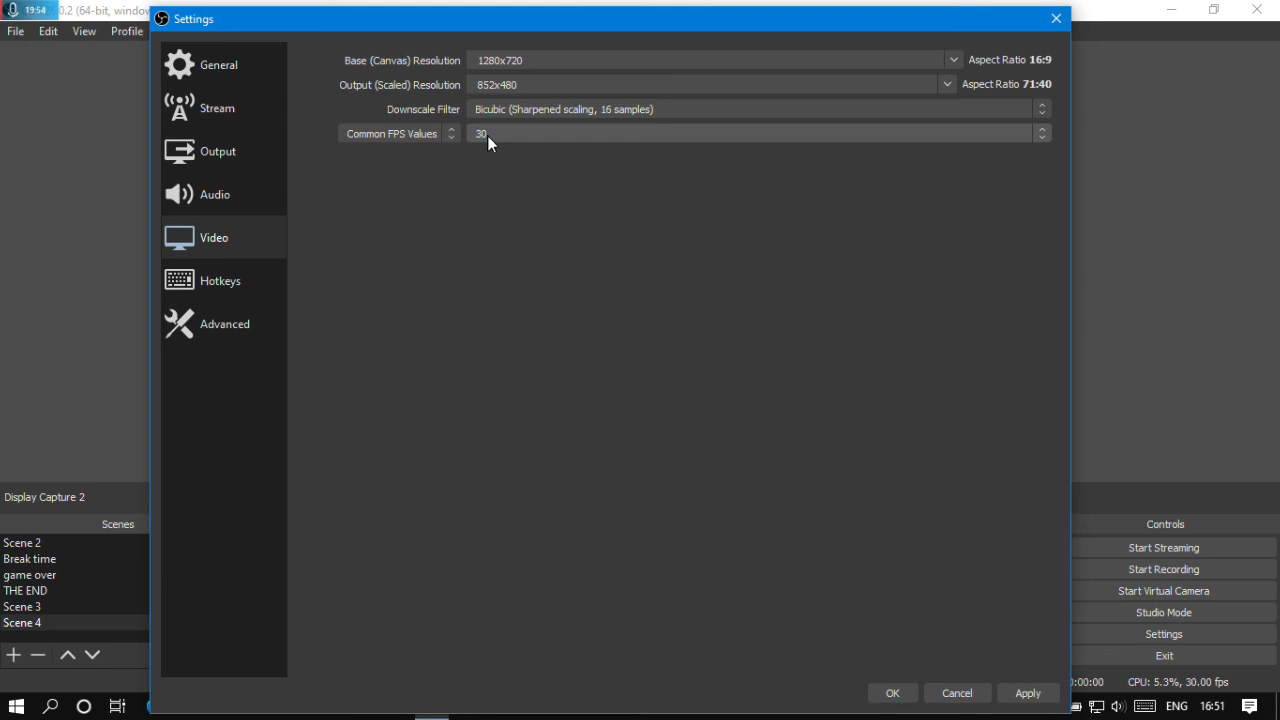 19:54
0.2 (64-bit, window
Settings
File Edit View Profile
General
Stream
Output
Audio
Video
Hotkeys
Advanced
Base (Canvas) Resolution 1280x720 Aspect Ratio 16:9
Output (Scaled) Resolution 852x480 Aspect Ratio 71:40
Downscale Filter Bicubic (Sharpened scaling, 16 samples)
Common FPS Values 30
Display Capture 2
Scenes
Scene 2
Break time
game over
THE END
Scene 3
Scene 4
Controls
Start Streaming
Start Recording
Start Virtual Camera
Studio Mode
Settings
Exit
OK Cancel Apply
0:00:00 CPU: 5.3%, 30.00 fps
ENG 16:51